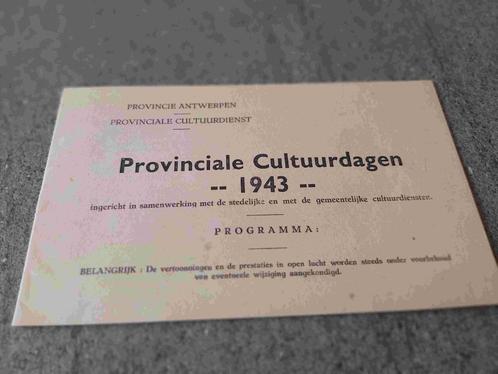 PROVINCIE ANTWERPEN
PROVINCIALE CULTUURDIENST
Provinciale Cultuurdagen
-- 1943 --
ingericht in samenwerking met de stedelijke en met de gemeentelijke cultuurdiensten.
PROGRAMMA:
BELANGRIJK : De vertooningen en de prestaties in open lucht worden steeds onder voorbehoud
van eventueele wijziging aangekondigd.